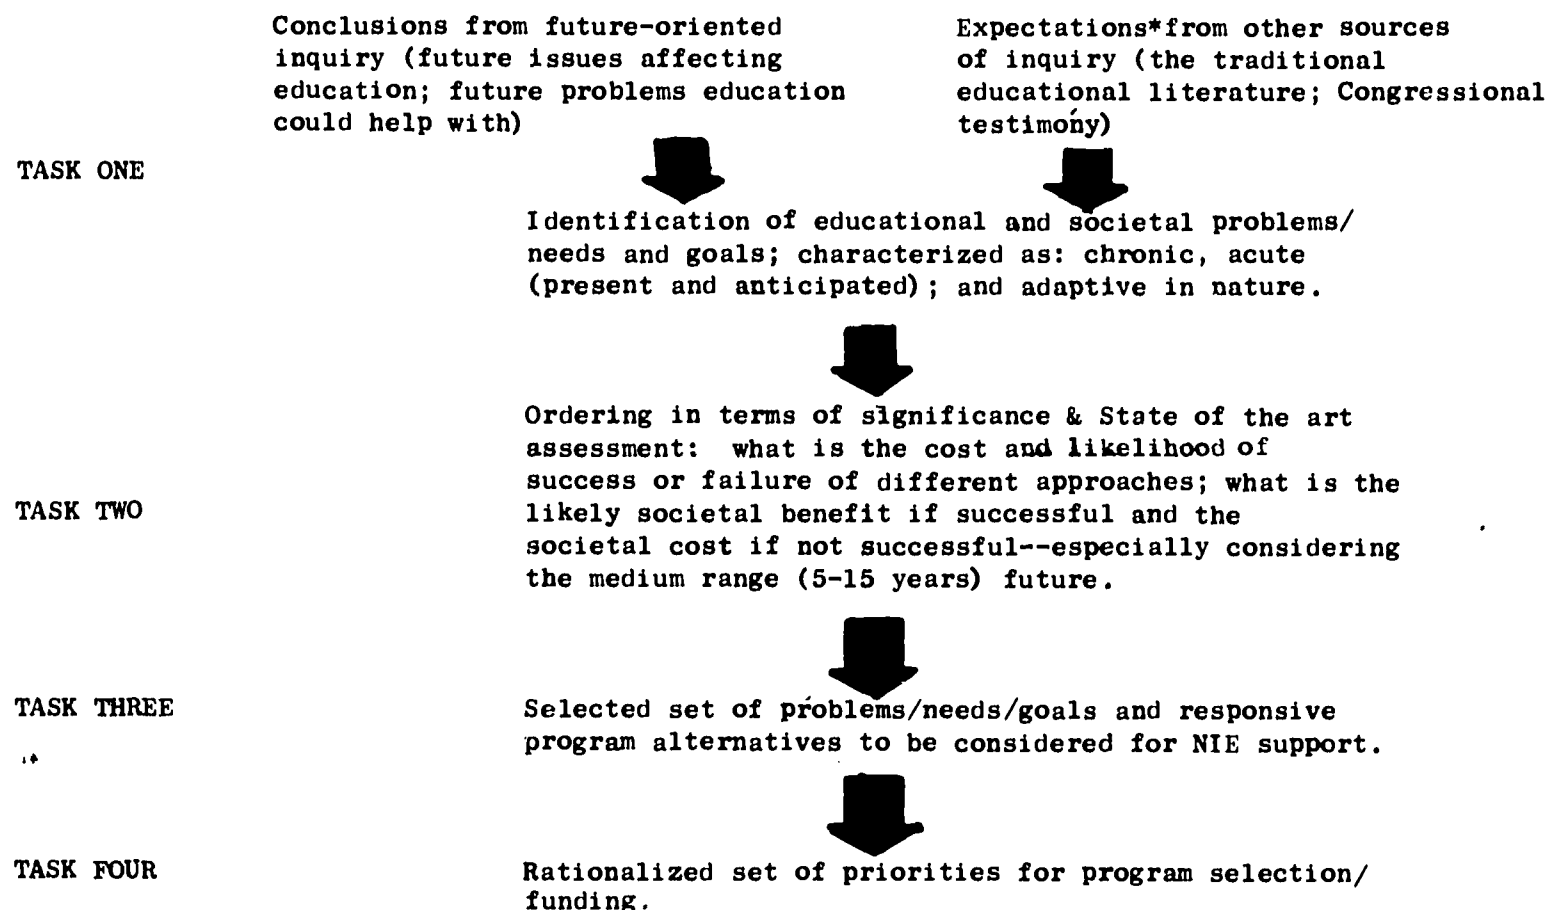 Conclusions from future-oriented
inquiry (future issues affecting
education; future problems education
could help with)
Expectations*from other sources
of inquiry (the traditional
educational literature; Congressional
testimony)
TASK ONE
Identification of educational and societal problems/
needs and goals; characterized as: chronic, acute
(present and anticipated); and adaptive in nature.
Ordering in terms of significance & State of the art
assessment: what is the cost and likelihood of
success or failure of different approaches; what is the
TASK TWO
likely societal benefit if successful and the
societal cost if not successful--especially considering
the medium range (5-15 years) future.
TASK THREE
Selected set of problems/needs/goals and responsive
program alternatives to be considered for NIE support.
TASK FOUR
Rationalized set of priorities for program selection/
funding.